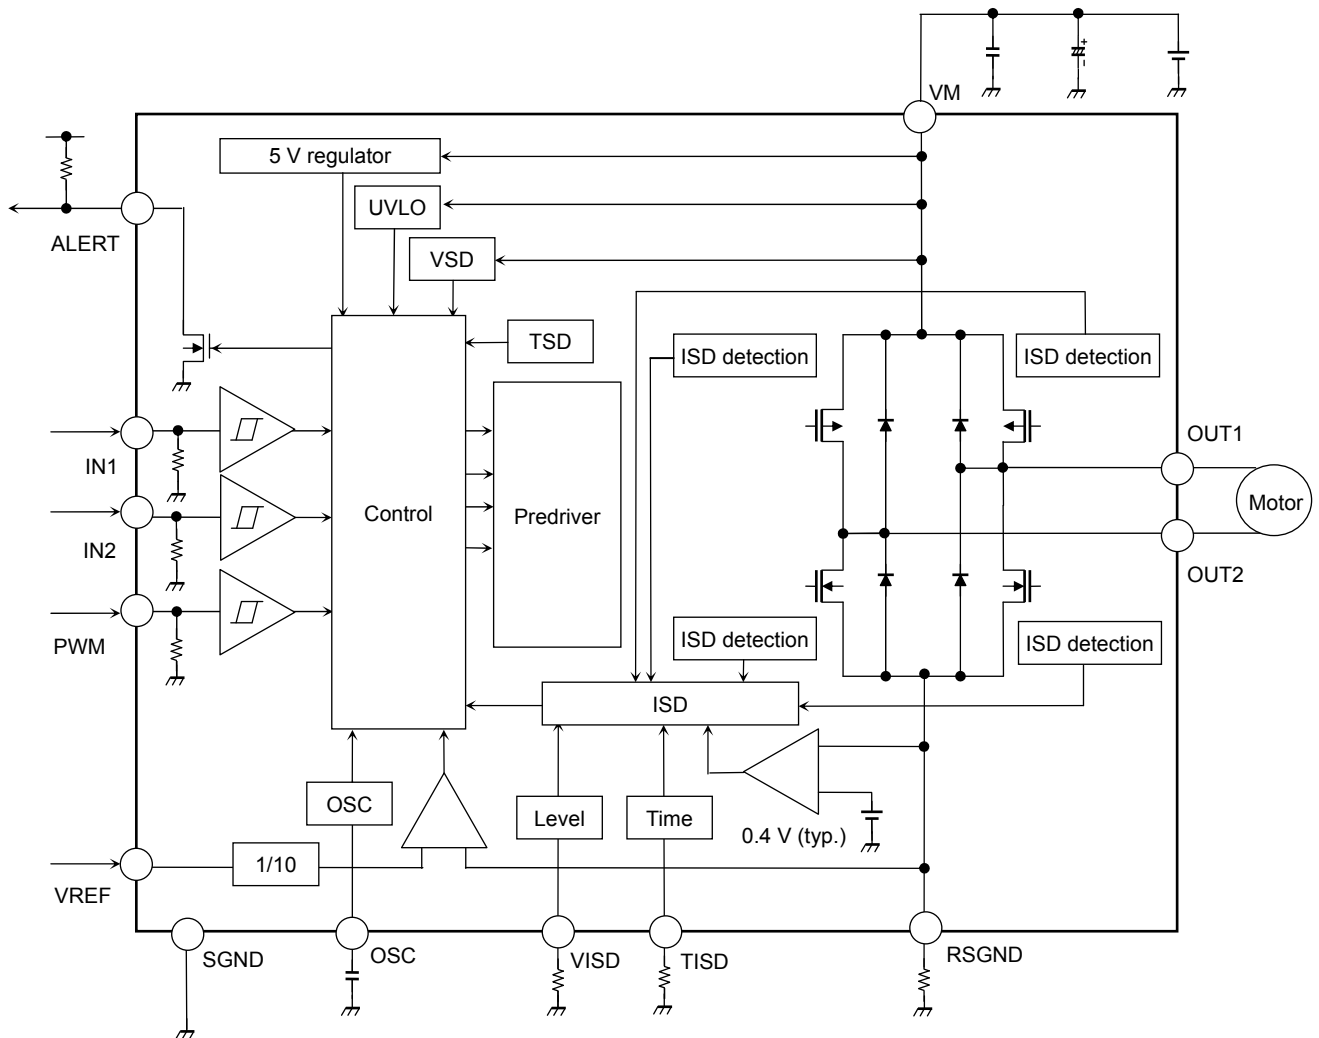 VM
5 V regulator
UVLO
ALERT
VSD
TSD
ISD detection
ISD detection
OUT1
IN1
Motor
Control
Predriver
IN2
OUT2
PWM
ISD detection
ISD detection
ISD
OSC
Level
Time
0.4 V (typ.)
1/10
VREF
SGND
OSC
VISD
TISD
RSGND